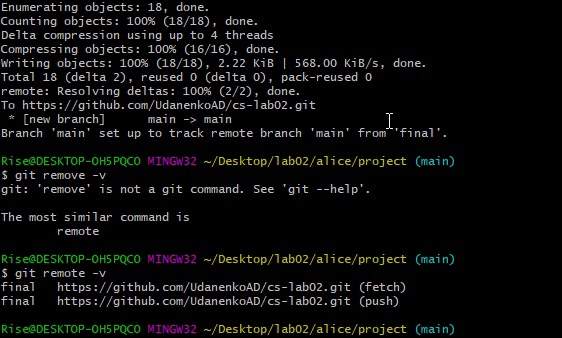 Enumerating objects: 18, done.
Counting objects: 100% (18/18), done.
Delta compression using up to 4 threads
Compressing objects: 100% (16/16), done.
Writing objects: 100% (18/18), 2.22 KiB | 568.00 KiB/s, done.
Total 18 (delta 2), reused 0 (delta 0), pack-reused 0
remote: Resolving deltas: 100% (2/2), done.
To https://github.com/UdanenkoAD/cs-lab02.git
 * [new branch]      main -> main
Branch 'main' set up to track remote branch 'main' from 'final'.
Rise@DESKTOP-OH5PQCO MINGW32 ~/Desktop/lab02/alice/project (main)
$ git remove -v
git: 'remove' is not a git command. See 'git --help'.
The most similar command is
        remote
Rise@DESKTOP-OH5PQCO MINGW32 ~/Desktop/lab02/alice/project (main)
$ git remote -v
final   https://github.com/UdanenkoAD/cs-lab02.git (fetch)
final   https://github.com/UdanenkoAD/cs-lab02.git (push)
Rise@DESKTOP-OH5PQCO MINGW32 ~/Desktop/lab02/alice/project (main)